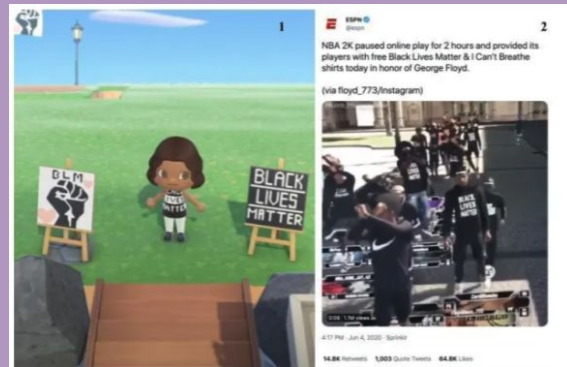 1
BLM
LIVES
MATTER
BLACK
LIVES
MATTER
2
ESPN
@espn
NBA 2K paused online play for 2 hours and provided its
players with free Black Lives Matter & I Can't Breathe
shirts today in honor of George Floyd.
(via floyd_773/Instagram)
BLACK
LIVES
MATTER
4:17 PM · Jun 4, 2020 · Sprinklr
14.8K Retweets 1,003 Quote Tweets 64.8K Likes